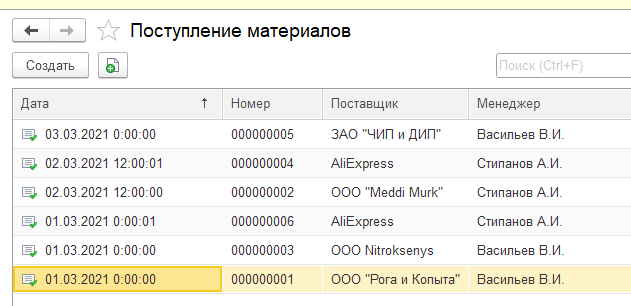 Поступление материалов
Создать Поиск (Ctrl+F)
Дата ↑ Номер Поставщик Менеджер
03.03.2021 0:00:00 000000005 ЗАО "ЧИП и ДИП" Васильев В.И.
02.03.2021 12:00:01 000000004 AliExpress Стипанов А.И.
02.03.2021 12:00:00 000000002 ООО "Meddi Murk" Стипанов А.И.
01.03.2021 0:00:01 000000006 AliExpress Стипанов А.И.
01.03.2021 0:00:00 000000003 ООО Nitroksenys Васильев В.И.
01.03.2021 0:00:00 000000001 ООО "Рога и Копыта" Васильев В.И.